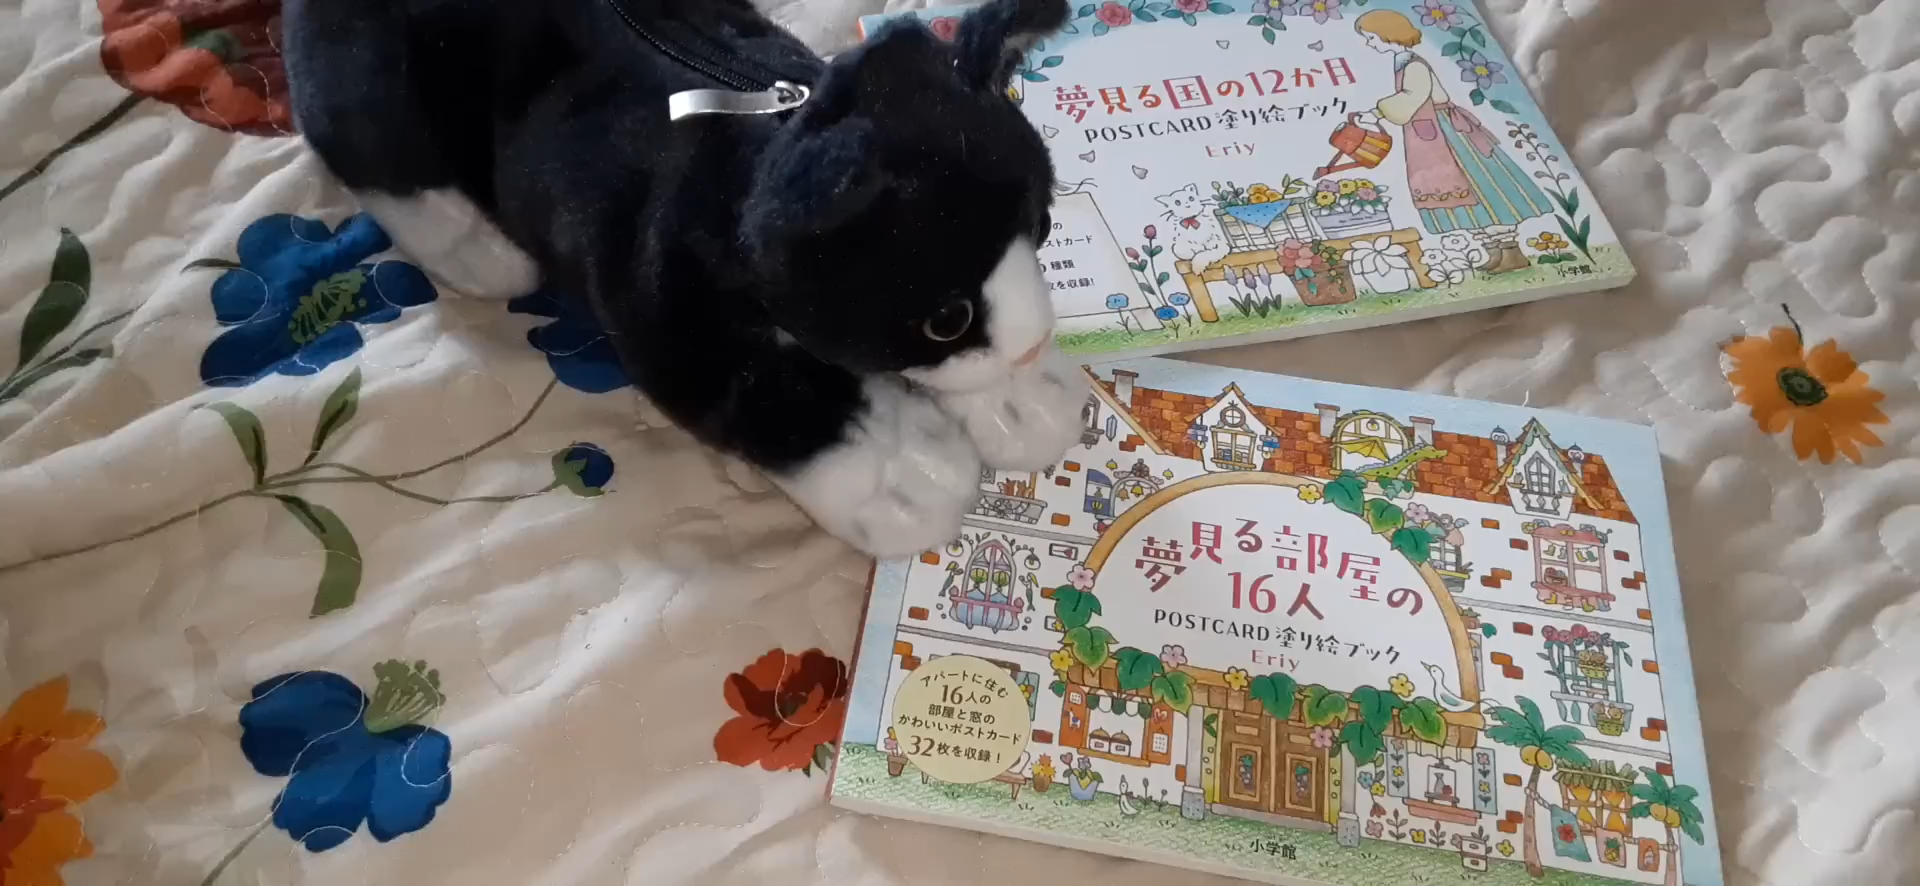 夢見る国の12か月
POSTCARD塗り絵ブック
Eriy
の
ストカード
種類
を収録!
小学館
夢見る部屋の
16人
POSTCARD塗り絵ブック
Eriy
アパートに住む
16人の
部屋と窓の
かわいいポストカード
32枚を収録!
小学館